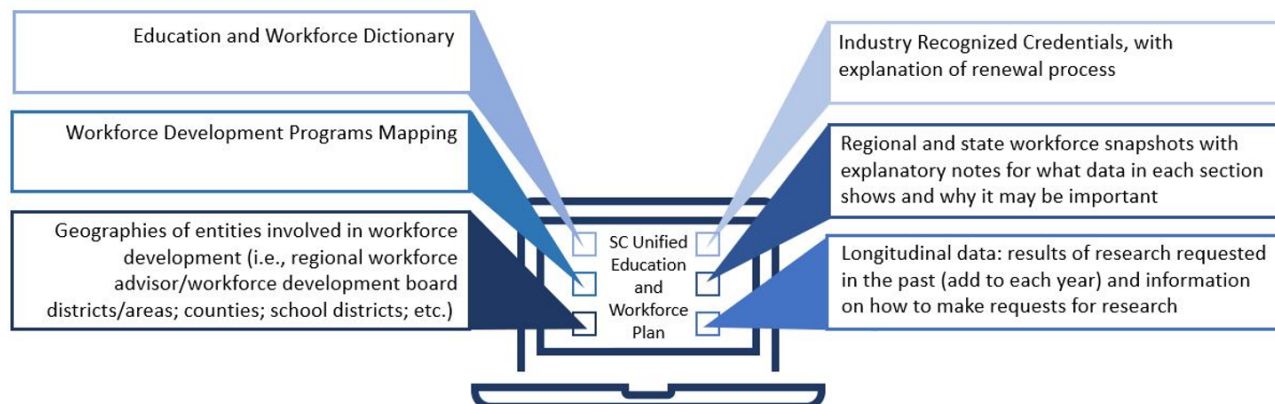 Education and Workforce Dictionary
Workforce Development Programs Mapping
Geographies of entities involved in workforce
development (i.e., regional workforce
advisor/workforce development board
districts/areas; counties; school districts; etc.)
SC Unified
Education
and
Workforce
Plan
Industry Recognized Credentials, with
explanation of renewal process
Regional and state workforce snapshots with
explanatory notes for what data in each section
shows and why it may be important
Longitudinal data: results of research requested
in the past (add to each year) and information
on how to make requests for research